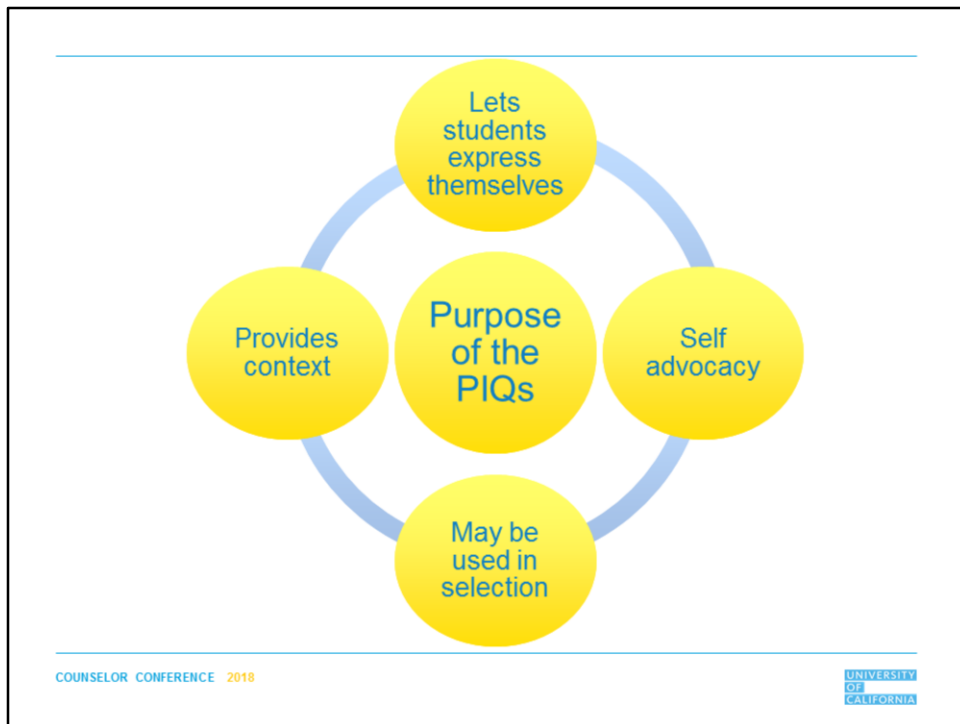 Lets
students
express
themselves
Provides
context
Purpose
of the
PIQs
Self
advocacy
May be
used in
selection
COUNSELOR CONFERENCE 2018
UNIVERSITY
OF
CALIFORNIA